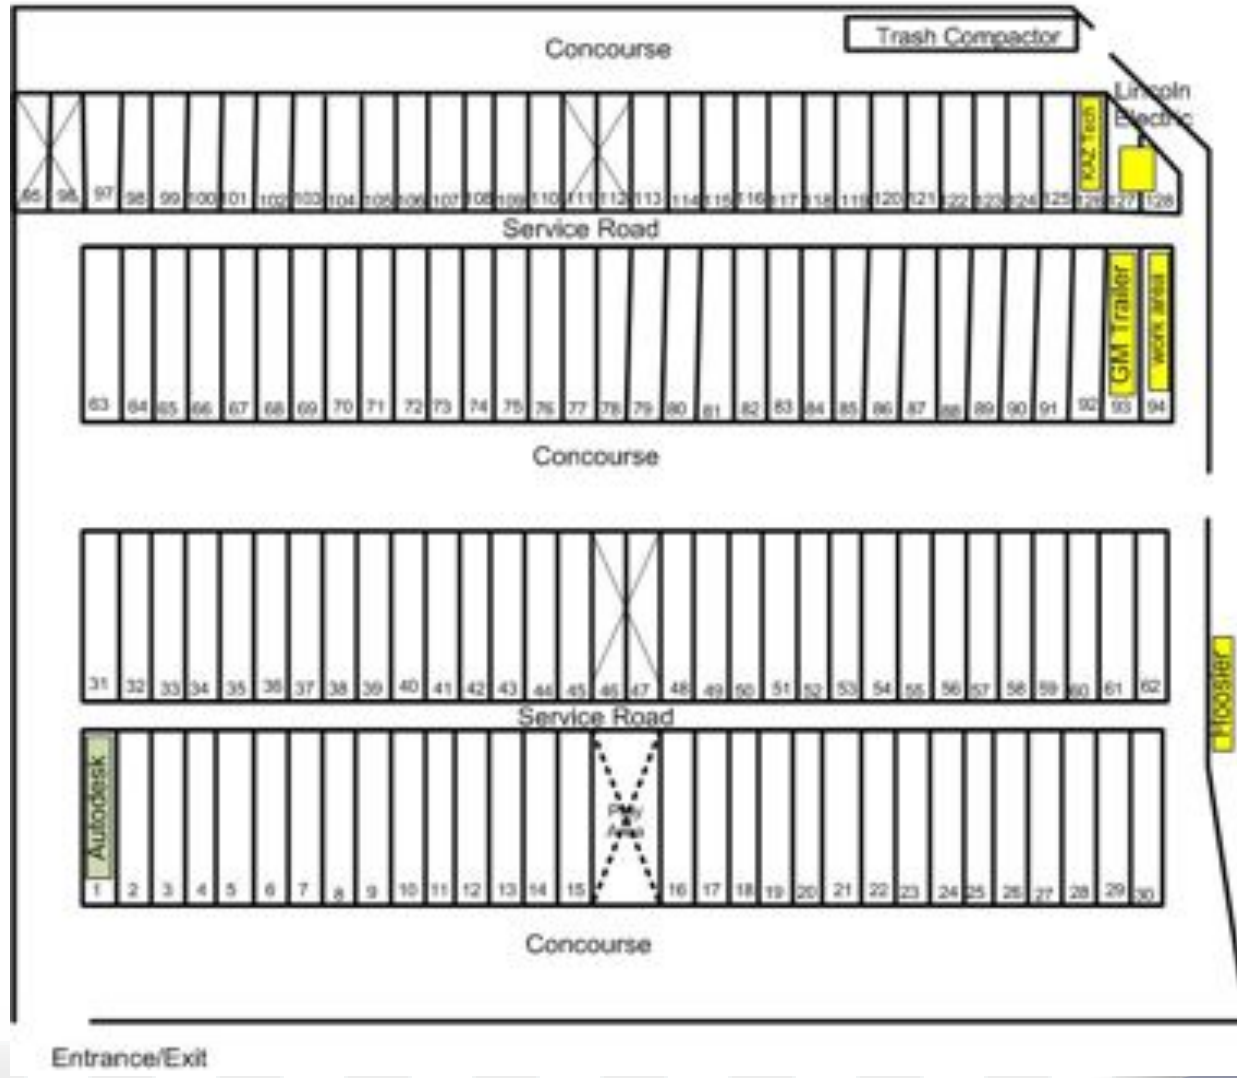 Trash Compactor
Concourse
Lincoln
Electric
KAZ Tech
95 96 97 98 99 100 101 102 103 104 105 106 107 108 109 110 111 112 113 114 115 116 117 118 119 120 121 122 123 124 125 126 127 128
Service Road
GM Trailer
work area
63 64 65 66 67 68 69 70 71 72 73 74 75 76 77 78 79 80 81 82 83 84 85 86 87 88 89 90 91 92 93 94
Concourse
31 32 33 34 35 36 37 38 39 40 41 42 43 44 45 46 47 48 49 50 51 52 53 54 55 56 57 58 59 60 61 62
Hoosier
Service Road
Autodesk
Area
1 2 3 4 5 6 7 8 9 10 11 12 13 14 15 16 17 18 19 20 21 22 23 24 25 26 27 28 29 30
Concourse
Entrance/Exit